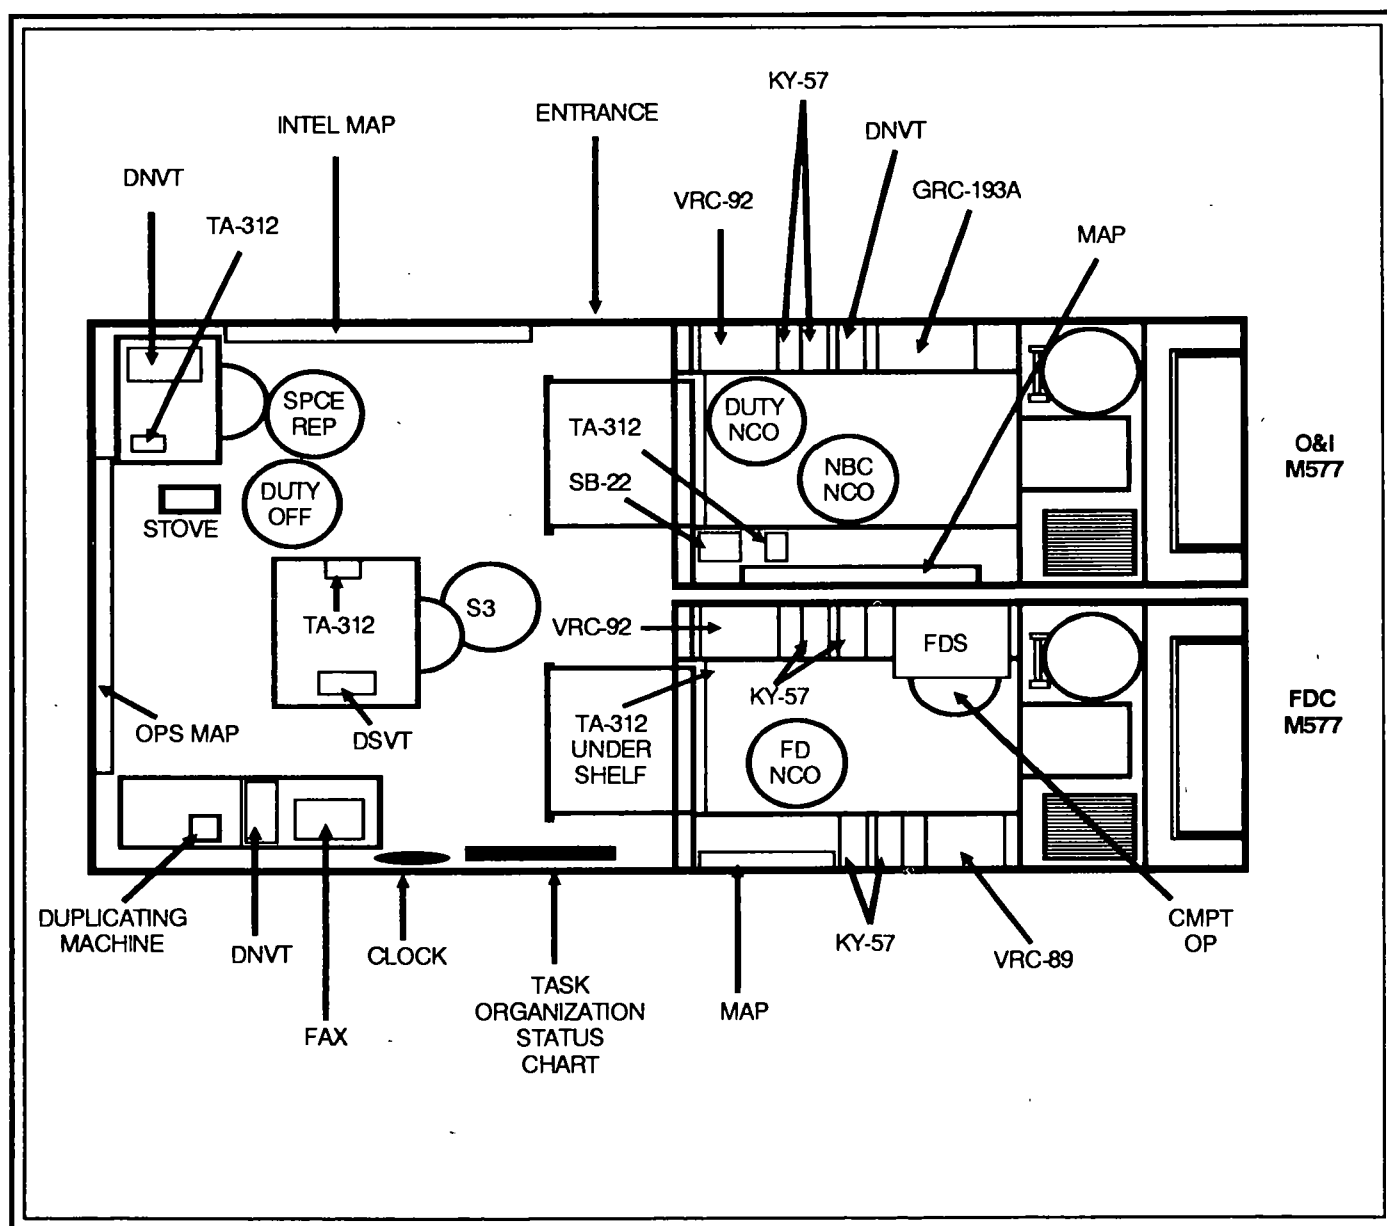 KY-57
ENTRANCE
INTEL MAP
DNVT
DNVT
GRC-193A
VRC-92
TA-312
MAP
SPCE
REP
DUTY
NCO
TA-312
NBC
NCO
O&I
M577
SB-22
DUTY
OFF
STOVE
S3
TA-312
VRC-92
FDS
KY-57
FDC
M577
OPS MAP
DSVT
TA-312
UNDER
SHELF
FD
NCO
DUPLICATING
MACHINE
DNVT
CLOCK
KY-57
VRC-89
CMPT
OP
TASK
ORGANIZATION
STATUS
CHART
MAP
FAX